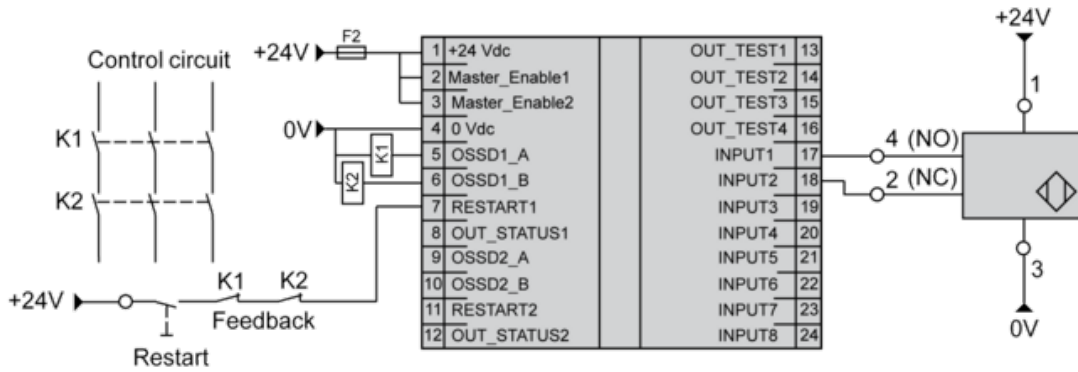 Control circuit
K1
K2
+24V
K1
K2
Feedback
Restart
+24V
F2
0V
K1
K2
1 +24 Vdc
2 Master_Enable1
3 Master_Enable2
4 0 Vdc
5 OSSD1_A
6 OSSD1_B
7 RESTART1
8 OUT_STATUS1
9 OSSD2_A
10 OSSD2_B
11 RESTART2
12 OUT_STATUS2
OUT_TEST1 13
OUT_TEST2 14
OUT_TEST3 15
OUT_TEST4 16
INPUT1 17
INPUT2 18
INPUT3 19
INPUT4 20
INPUT5 21
INPUT6 22
INPUT7 23
INPUT8 24
+24V
1
4 (NO)
2 (NC)
3
0V